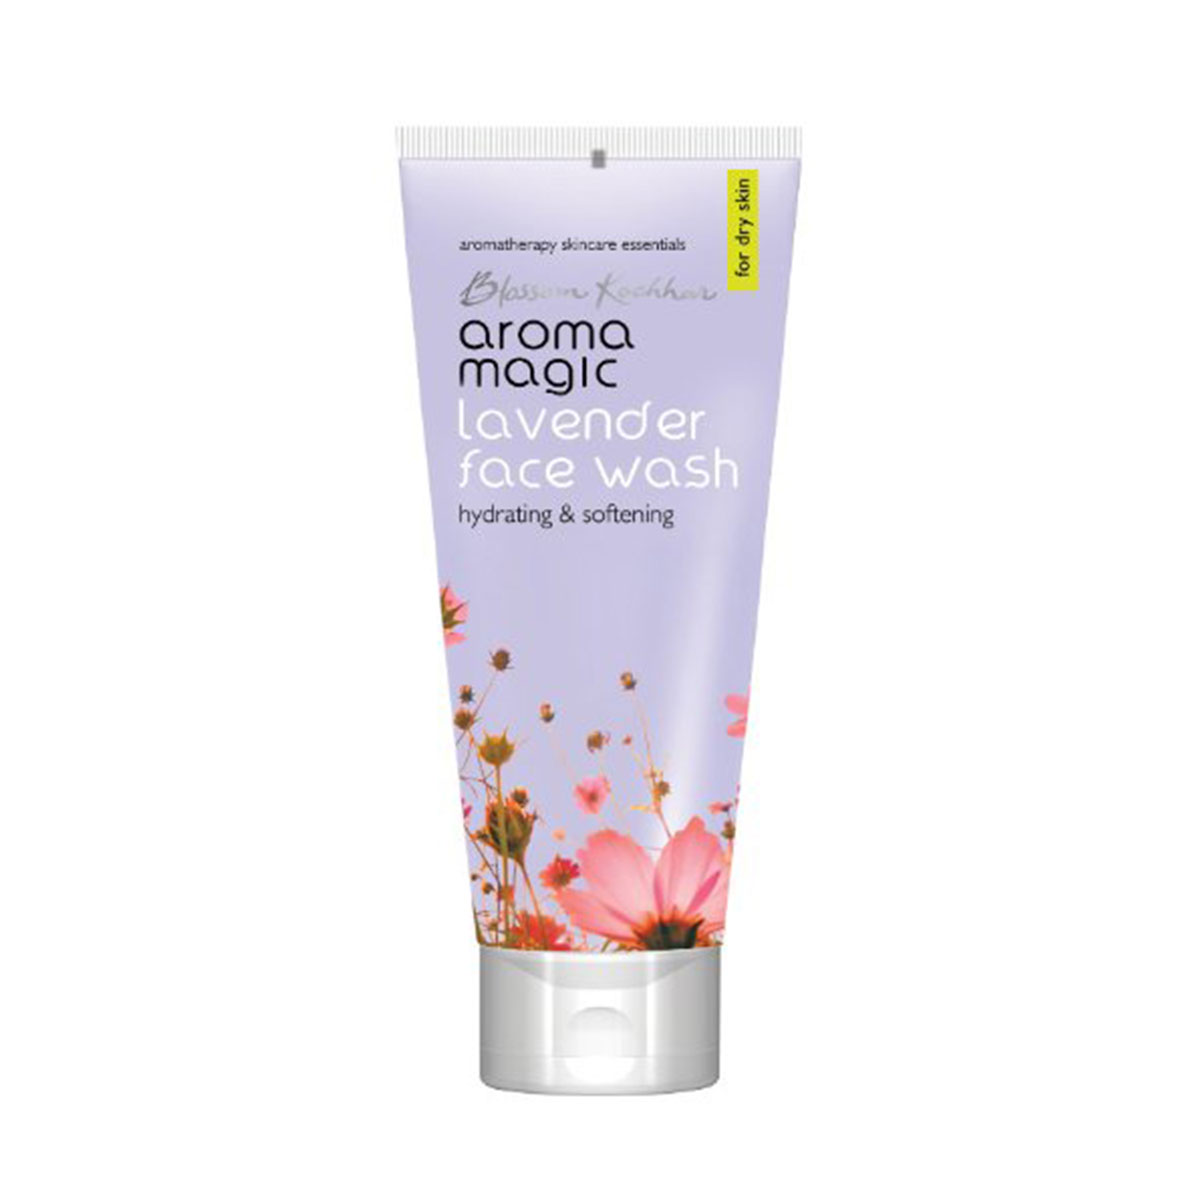 for dry skin
aromatherapy skincare essentials
Blossom Kochhar
aroma
magic
lavender
face wash
hydrating & softening